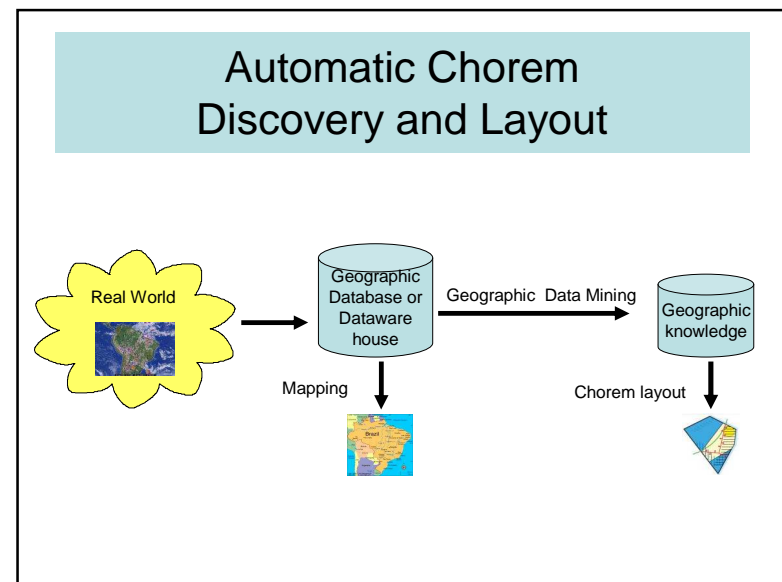 Automatic Chorem
Discovery and Layout
Real World
Geographic
Database or
Dataware
house
Geographic Data Mining
Geographic
knowledge
Mapping
Chorem layout
Brazil